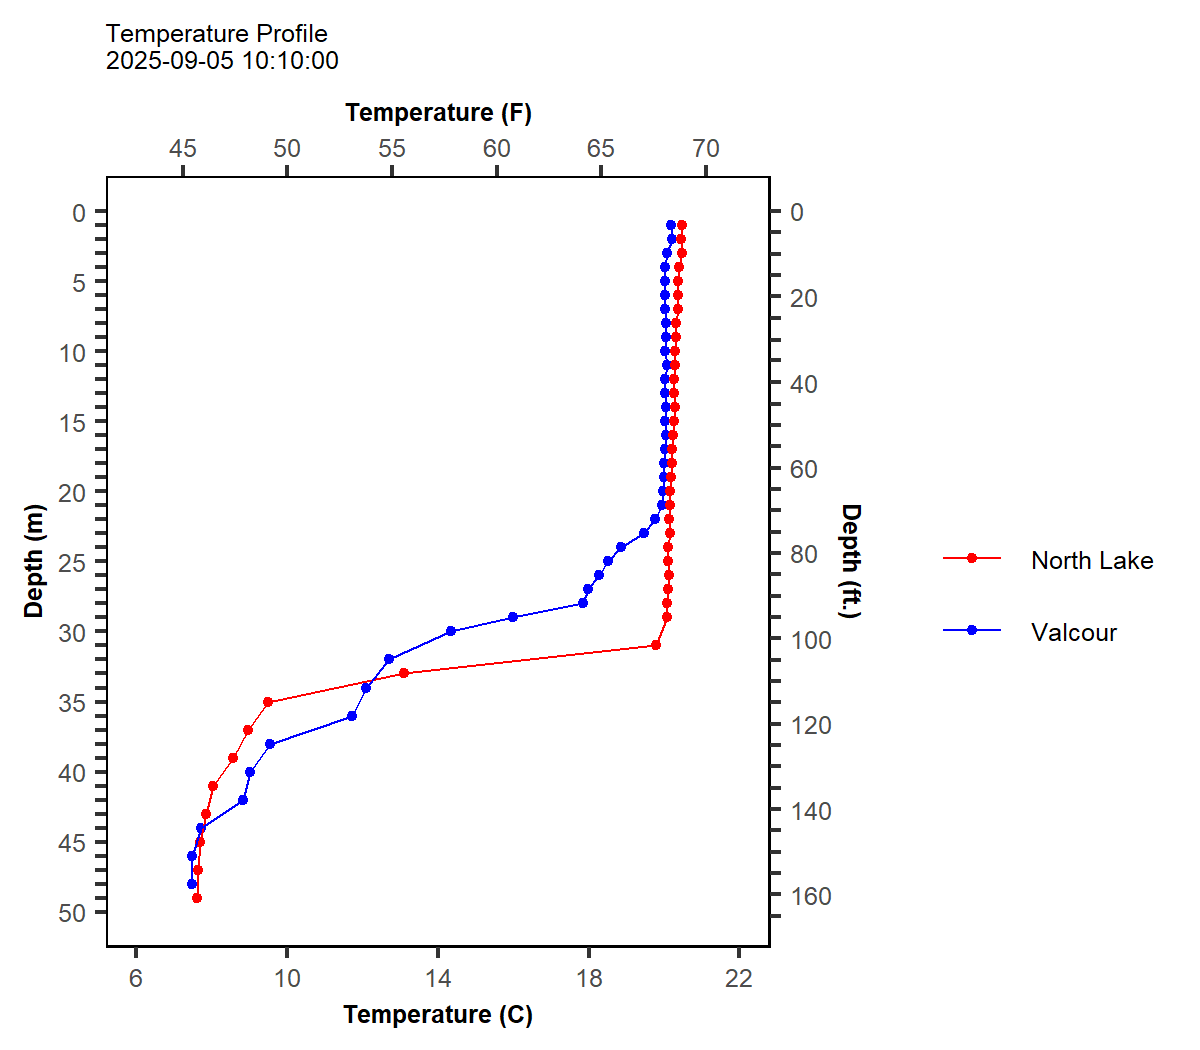 Temperature Profile
2025-09-05 10:10:00
Temperature (F)
45 50 55 60 65 70
0 0
5
20
10
40
15
60
20
Depth (m)
Depth (ft.)
25
80
North Lake
30
100
Valcour
35
120
40
140
45
160
50
6 10 14 18 22
Temperature (C)